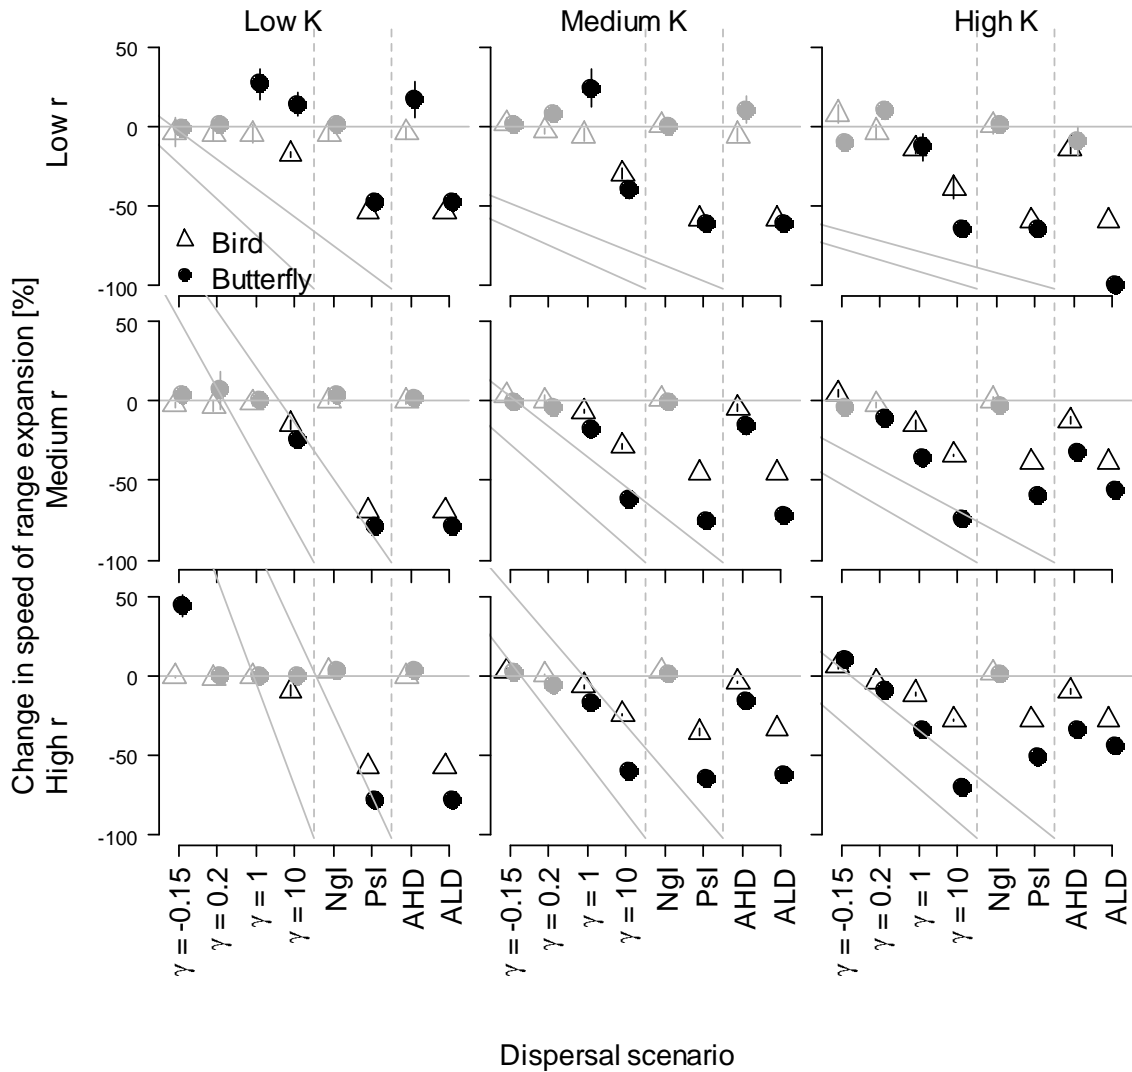 Low K Medium K High K
Change in speed of range expansion [%]
Low r
50
0
-50
-100
Bird
Butterfly
Medium r
50
0
-50
-100
High r
50
0
-50
-100
γ = -0.15 γ = 0.2 γ = 1 γ = 10 NgI PsI AHD ALD
γ = -0.15 γ = 0.2 γ = 1 γ = 10 NgI PsI AHD ALD
γ = -0.15 γ = 0.2 γ = 1 γ = 10 NgI PsI AHD ALD
Dispersal scenario